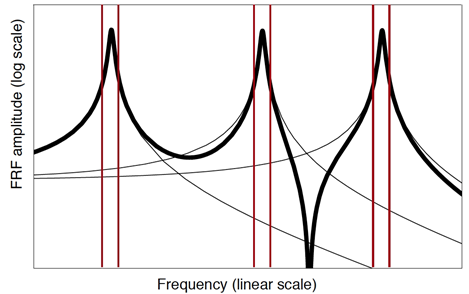 FRF amplitude (log scale)
Frequency (linear scale)